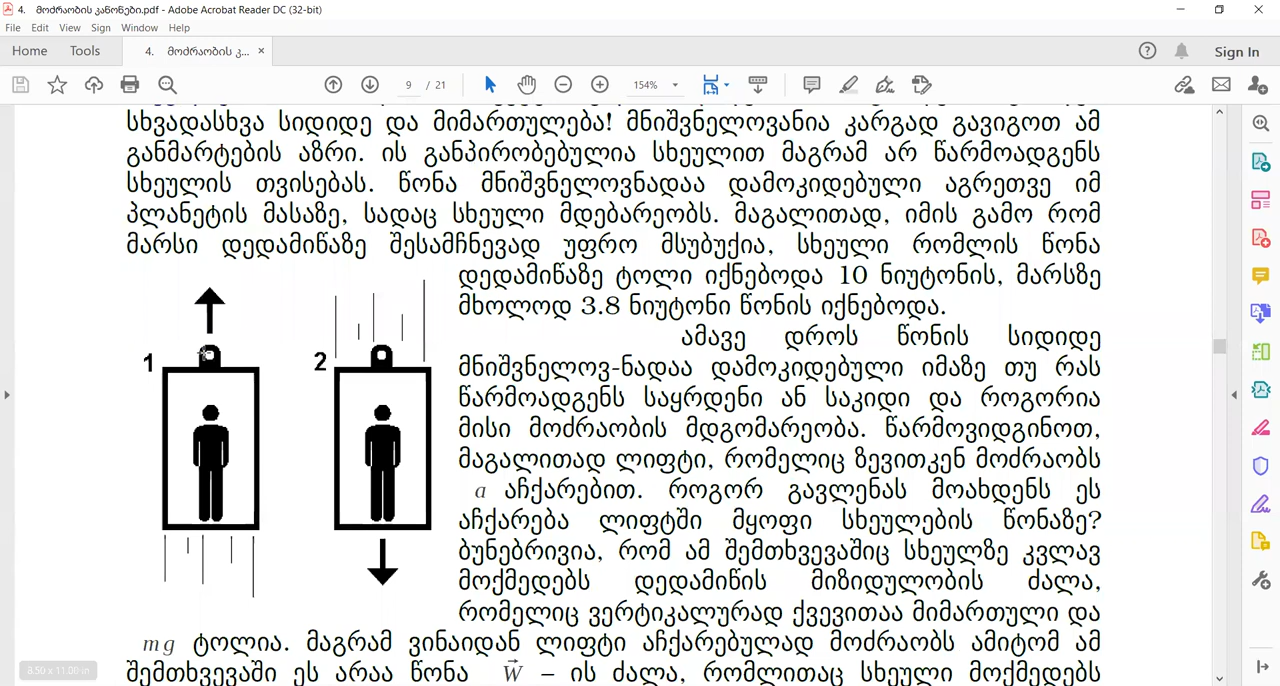 4. მოძრაობის კანონები.pdf - Adobe Acrobat Reader DC (32-bit)
File Edit View Sign Window Help
Home Tools 4. მოძრაობის კ... × Sign In
9 / 21 154%
სხვადასხვა სიდიდე და მიმართულება! მნიშვნელოვანია კარგად გავიგოთ ამ
განმარტების აზრი. ის განპირობებულია სხეულით მაგრამ არ წარმოადგენს
სხეულის თვისებას. წონა მნიშვნელოვნადაა დამოკიდებული აგრეთვე იმ
პლანეტის მასაზე, სადაც სხეული მდებარეობს. მაგალითად, იმის გამო რომ
მარსი დედამიწაზე შესამჩნევად უფრო მსუბუქია, სხეული რომლის წონა
დედამიწაზე ტოლი იქნებოდა 10 ნიუტონის, მარსზე
მხოლოდ 3.8 ნიუტონი წონის იქნებოდა.
1
2
ამავე დროს წონის სიდიდე
მნიშვნელოვ-ნადაა დამოკიდებული იმაზე თუ რას
წარმოადგენს საყრდენი ან საკიდი და როგორია
მისი მოძრაობის მდგომარეობა. წარმოვიდგინოთ,
მაგალითად ლიფტი, რომელიც ზევითკენ მოძრაობს
a აჩქარებით. როგორ გავლენას მოახდენს ეს
აჩქარება ლიფტში მყოფი სხეულების წონაზე?
ბუნებრივია, რომ ამ შემთხვევაშიც სხეულზე კვლავ
მოქმედებს დედამიწის მიზიდულობის ძალა,
რომელიც ვერტიკალურად ქვევითაა მიმართული და
mg ტოლია. მაგრამ ვინაიდან ლიფტი აჩქარებულად მოძრაობს ამიტომ ამ
შემთხვევაში ეს არაა წონა W⃗ – ის ძალა, რომლითაც სხეული მოქმედებს
8.50 x 11.00 in